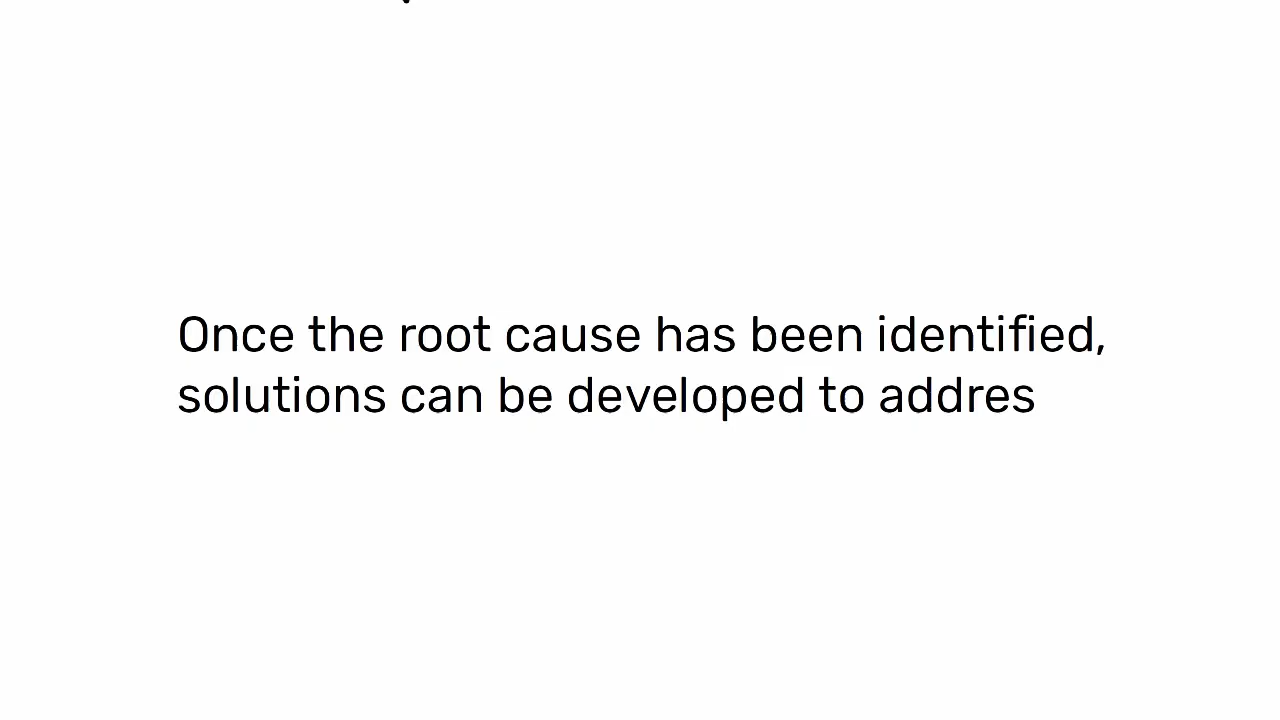 Once the root cause has been identified,
solutions can be developed to addres